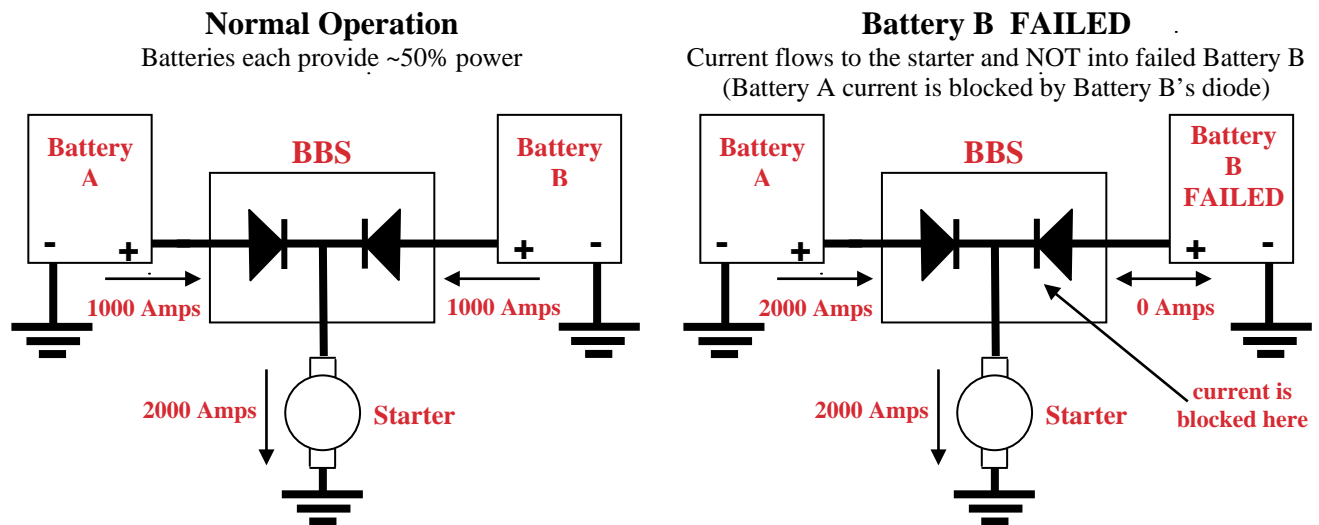 Normal Operation
Batteries each provide ~50% power
Battery
A
BBS
Battery
B
-
+
+
-
1000 Amps
1000 Amps
2000 Amps
Starter
Battery B FAILED
Current flows to the starter and NOT into failed Battery B
(Battery A current is blocked by Battery B’s diode)
Battery
A
BBS
Battery
B
FAILED
-
+
+
-
2000 Amps
0 Amps
2000 Amps
Starter
current is
blocked here